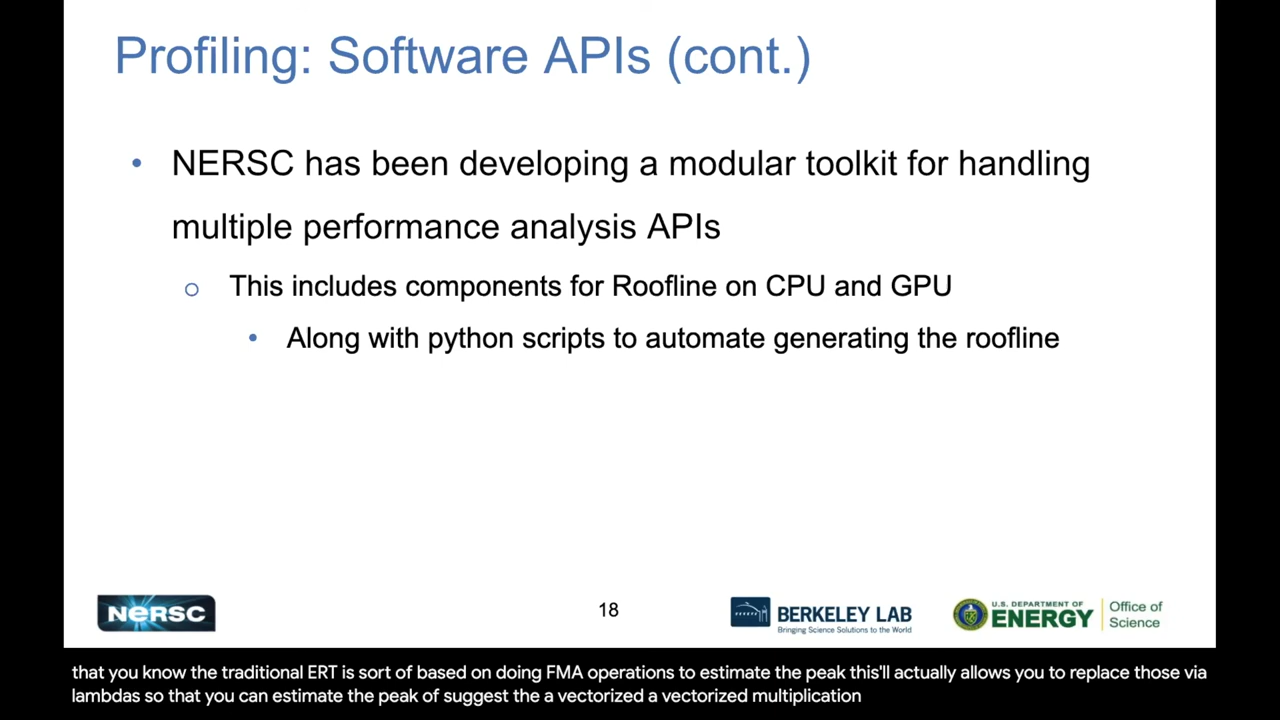 Profiling: Software APIs (cont.)
• NERSC has been developing a modular toolkit for handling
multiple performance analysis APIs
○ This includes components for Roofline on CPU and GPU
• Along with python scripts to automate generating the roofline
NERSC
18
BERKELEY LAB
Bringing Science Solutions to the World
U.S. DEPARTMENT OF
ENERGY
Office of
Science
that you know the traditional ERT is sort of based on doing FMA operations to estimate the peak this'll actually allows you to replace those via
lambdas so that you can estimate the peak of suggest the a vectorized a vectorized multiplication